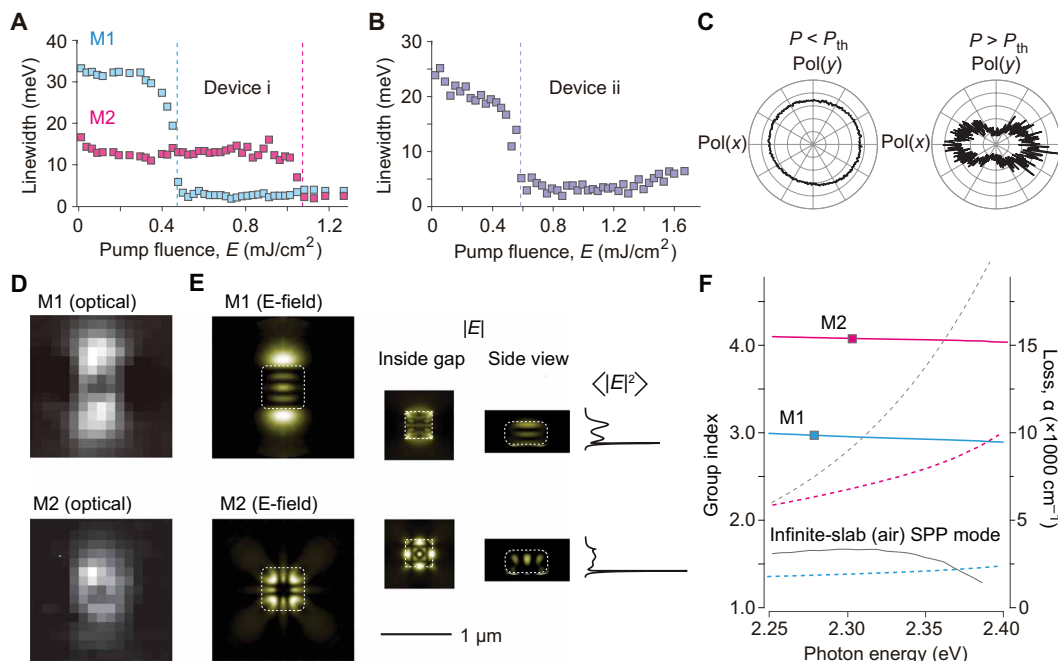 A
M1
M2
Device i
40
30
20
10
0
Linewidth (meV)
0
0.4
0.8
1.2
Pump fluence, E (mJ/cm²)
B
Device ii
30
20
10
0
Linewidth (meV)
0
0.4
0.8
1.2
1.6
Pump fluence, E (mJ/cm²)
C
P < Pth
Pol(y)
Pol(x)
P > Pth
Pol(y)
Pol(x)
D
M1 (optical)
M2 (optical)
E
M1 (E-field)
|E|
Inside gap
Side view
⟨|E|²⟩
M2 (E-field)
1 μm
F
M2
M1
Infinite-slab (air) SPP mode
4.0
3.0
2.0
1.0
Group index
15
10
5
0
Loss, α (×1000 cm⁻¹)
2.25
2.30
2.35
2.40
Photon energy (eV)